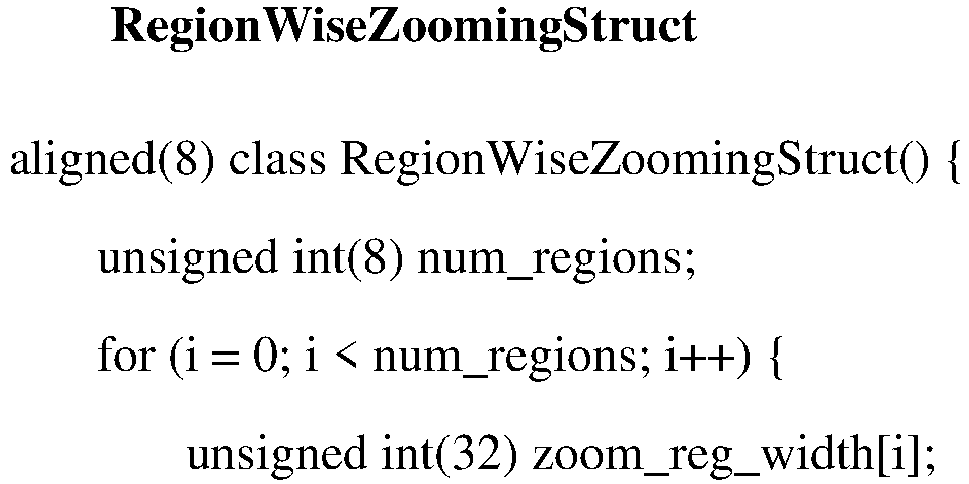 RegionWiseZoomingStruct
aligned(8) class RegionWiseZoomingStruct() {
unsigned int(8) num_regions;
for (i = 0; i < num_regions; i++) {
unsigned int(32) zoom_reg_width[i];